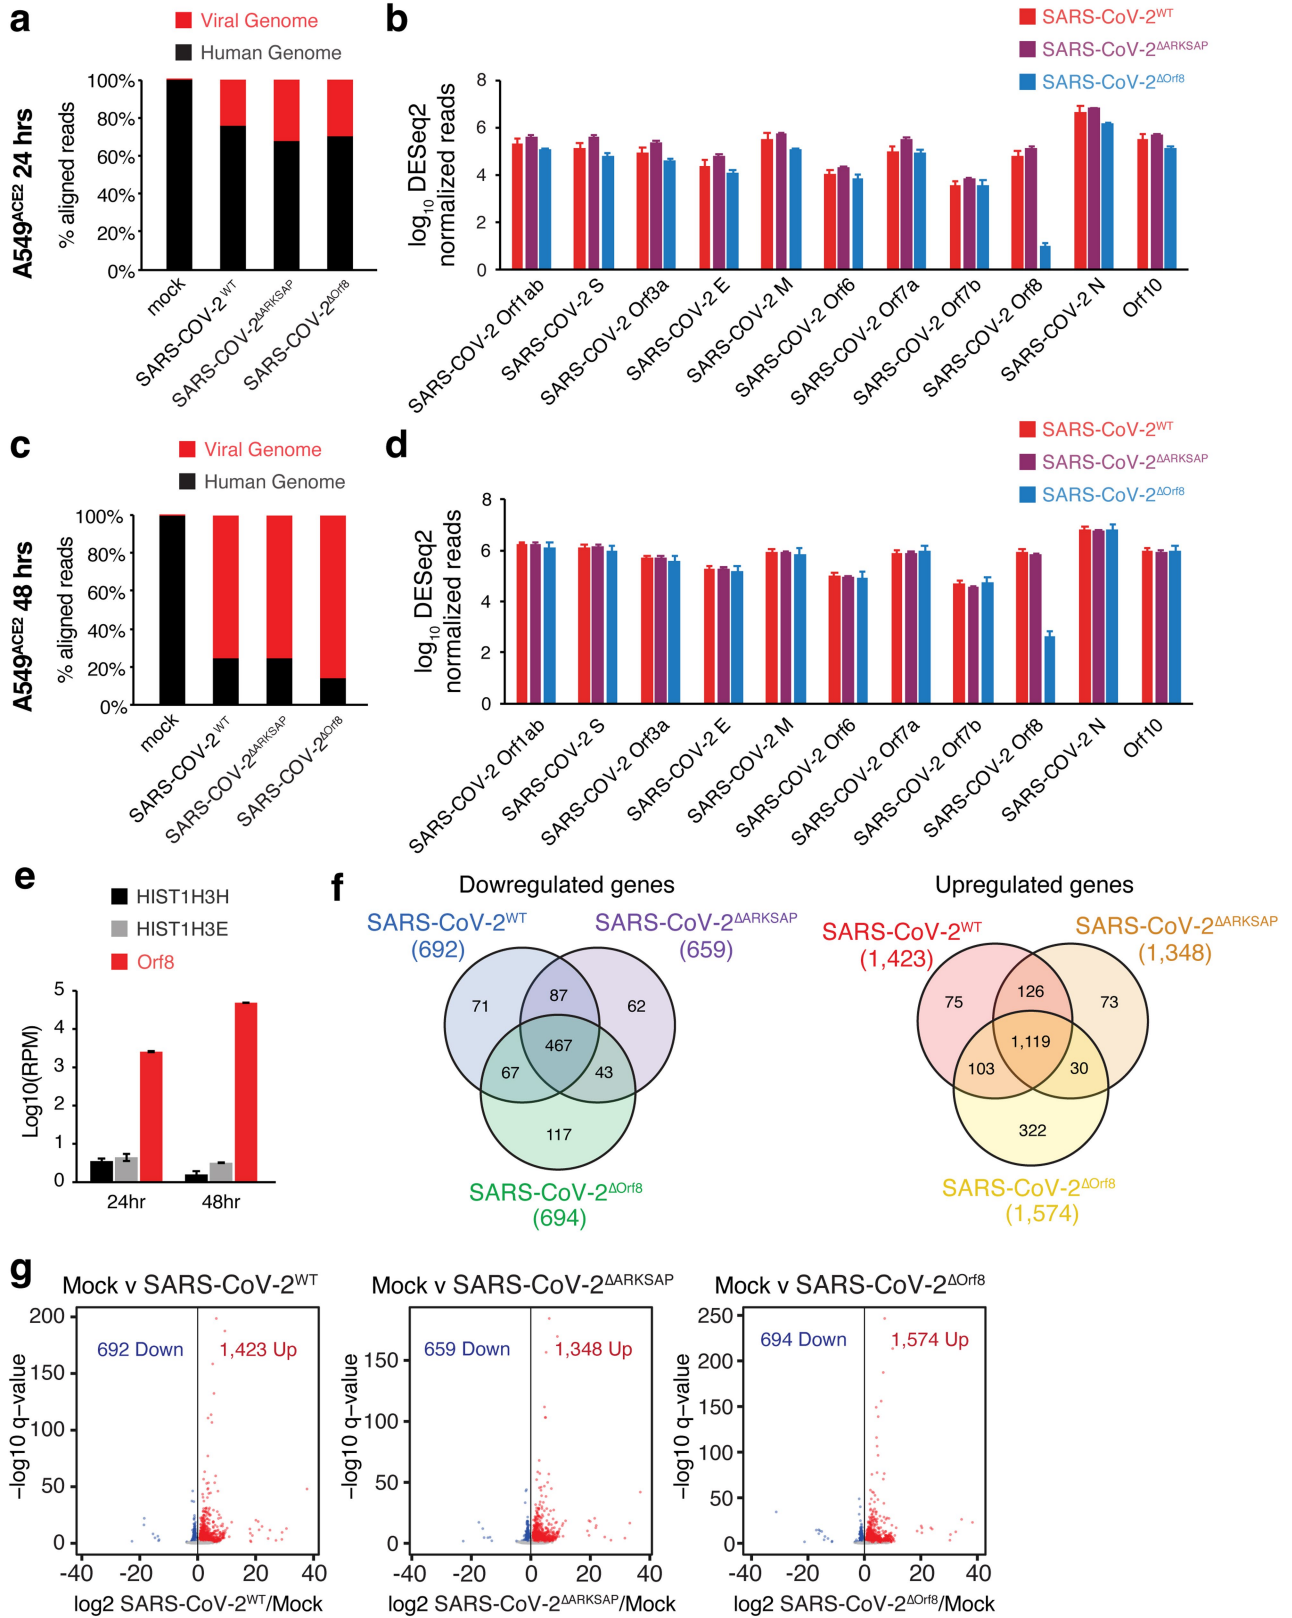 a
Viral Genome
Human Genome
A549ACE2 24 hrs
% aligned reads
100%
80%
60%
40%
20%
0%
mock
SARS-COV-2WT
SARS-COV-2ΔARKSAP
SARS-COV-2ΔOrf8
b
SARS-CoV-2WT
SARS-CoV-2ΔARKSAP
SARS-CoV-2ΔOrf8
log10 DESeq2
normalized reads
8
6
4
2
0
SARS-COV-2 Orf1ab
SARS-COV-2 S
SARS-COV-2 Orf3a
SARS-COV-2 E
SARS-COV-2 M
SARS-COV-2 Orf6
SARS-COV-2 Orf7a
SARS-COV-2 Orf7b
SARS-COV-2 Orf8
SARS-COV-2 N
Orf10
c
Viral Genome
Human Genome
A549ACE2 48 hrs
% aligned reads
100%
80%
60%
40%
20%
0%
mock
SARS-COV-2WT
SARS-COV-2ΔARKSAP
SARS-COV-2ΔOrf8
d
SARS-CoV-2WT
SARS-CoV-2ΔARKSAP
SARS-CoV-2ΔOrf8
log10 DESeq2
normalized reads
8
6
4
2
0
SARS-COV-2 Orf1ab
SARS-COV-2 S
SARS-COV-2 Orf3a
SARS-COV-2 E
SARS-COV-2 M
SARS-COV-2 Orf6
SARS-COV-2 Orf7a
SARS-COV-2 Orf7b
SARS-COV-2 Orf8
SARS-COV-2 N
Orf10
e
HIST1H3H
HIST1H3E
Orf8
Log10(RPM)
5
4
3
2
1
0
24hr 48hr
f
Dowregulated genes
SARS-CoV-2WT
(692)
SARS-CoV-2ΔARKSAP
(659)
71
87
62
467
67
43
117
SARS-CoV-2ΔOrf8
(694)
Upregulated genes
SARS-CoV-2WT
(1,423)
SARS-CoV-2ΔARKSAP
(1,348)
75
126
73
1,119
103
30
322
SARS-CoV-2ΔOrf8
(1,574)
g
Mock v SARS-CoV-2WT
692 Down 1,423 Up
−log10 q−value
200
150
100
50
0
-40 -20 0 20 40
log2 SARS-CoV-2WT/Mock
Mock v SARS-CoV-2ΔARKSAP
659 Down 1,348 Up
−log10 q−value
150
100
50
0
-40 -20 0 20 40
log2 SARS-CoV-2ΔARKSAP/Mock
Mock v SARS-CoV-2ΔOrf8
694 Down 1,574 Up
−log10 q−value
250
200
150
100
50
0
-40 -20 0 20 40
log2 SARS-CoV-2ΔOrf8/Mock